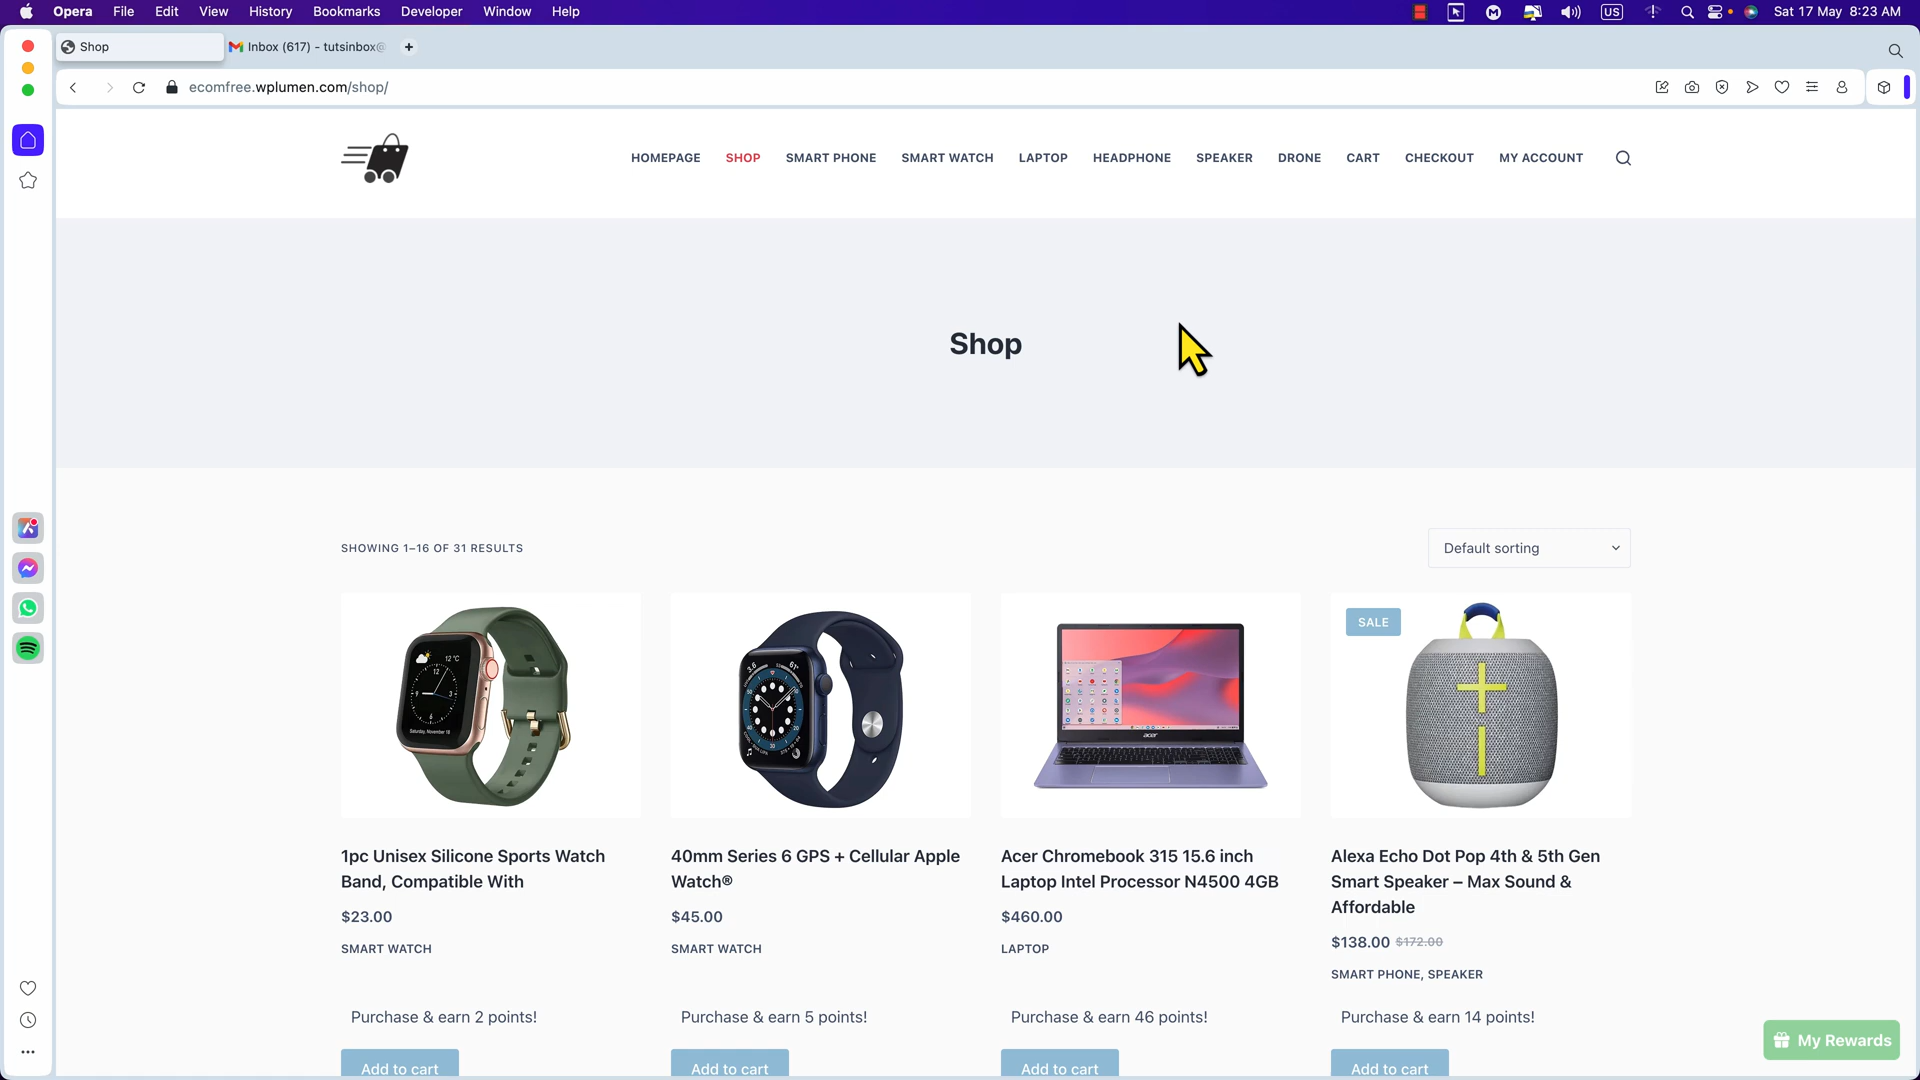 Opera File Edit View History Bookmarks Developer Window Help US Sat 17 May 8:23 AM
Shop Inbox (617) - tutsinbox@
ecomfree.wplumen.com/shop/
HOMEPAGE SHOP SMART PHONE SMART WATCH LAPTOP HEADPHONE SPEAKER DRONE CART CHECKOUT MY ACCOUNT
Shop
SHOWING 1–16 OF 31 RESULTS
Default sorting
SALE
acer
1pc Unisex Silicone Sports Watch
Band, Compatible With
$23.00
SMART WATCH
Purchase & earn 2 points!
Add to cart
40mm Series 6 GPS + Cellular Apple
Watch®
$45.00
SMART WATCH
Purchase & earn 5 points!
Add to cart
Acer Chromebook 315 15.6 inch
Laptop Intel Processor N4500 4GB
$460.00
LAPTOP
Purchase & earn 46 points!
Add to cart
Alexa Echo Dot Pop 4th & 5th Gen
Smart Speaker – Max Sound &
Affordable
$138.00 $172.00
SMART PHONE, SPEAKER
Purchase & earn 14 points!
Add to cart
My Rewards